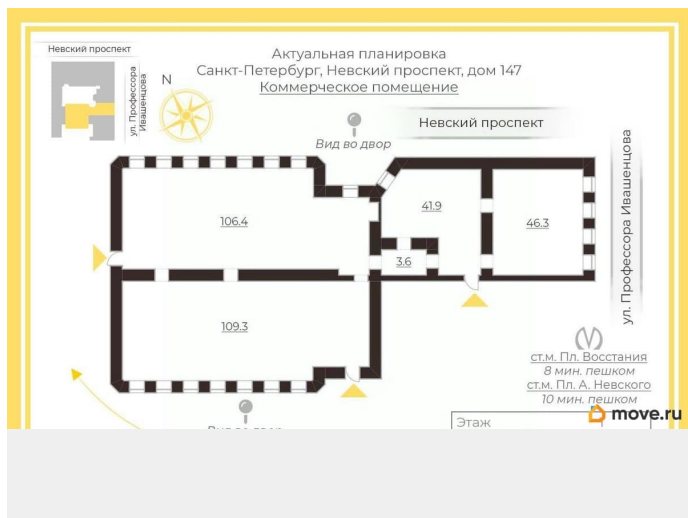 Невский проспект
ул. Профессора
Ивашенцова
N
Актуальная планировка
Санкт-Петербург, Невский проспект, дом 147
Коммерческое помещение
Вид во двор
Невский проспект
ул. Профессора Ивашенцова
106.4
41.9
46.3
3.6
109.3
ст.м. Пл. Восстания
8 мин. пешком
ст.м. Пл. А. Невского
10 мин. пешком
move.ru
Этаж